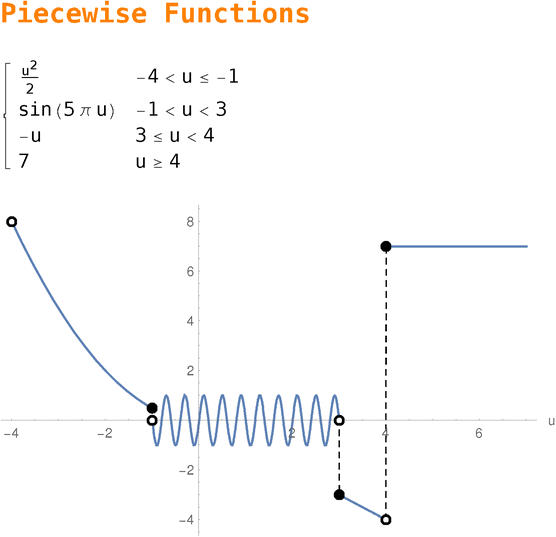 Piecewise Functions
u²/2   -4 < u ≤ -1
sin(5 π u)   -1 < u < 3
-u   3 ≤ u < 4
7   u ≥ 4
8
6
4
2
-4 -2 2 4 6 u
-2
-4